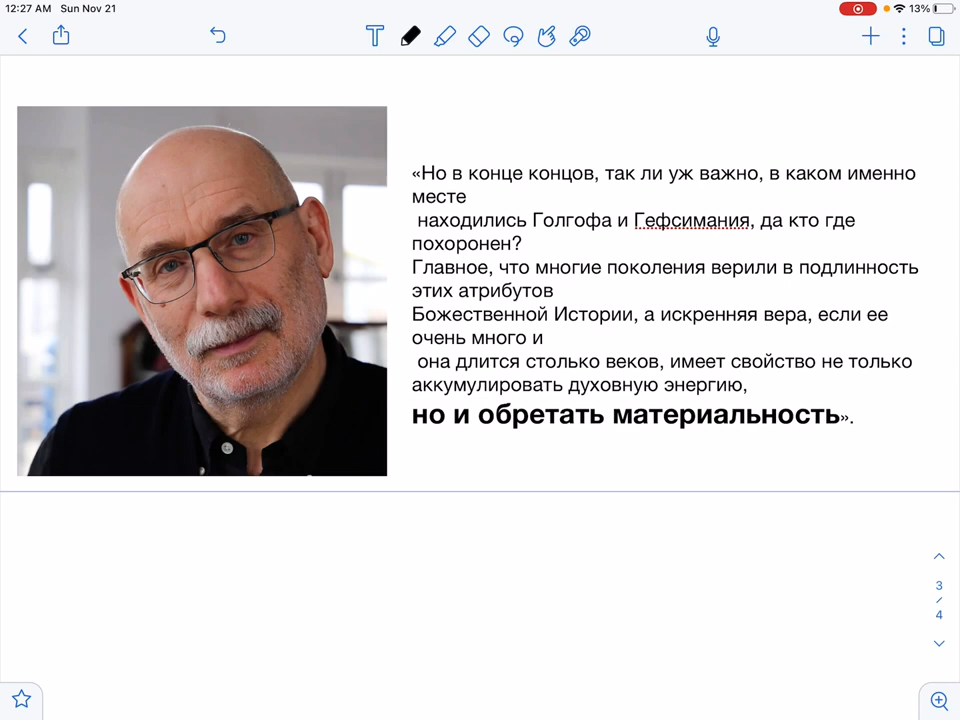 12:27 AM Sun Nov 21
13%
«Но в конце концов, так ли уж важно, в каком именно
месте
находились Голгофа и Гефсимания, да кто где
похоронен?
Главное, что многие поколения верили в подлинность
этих атрибутов
Божественной Истории, а искренняя вера, если ее
очень много и
она длится столько веков, имеет свойство не только
аккумулировать духовную энергию,
но и обретать материальность».
3
/
4